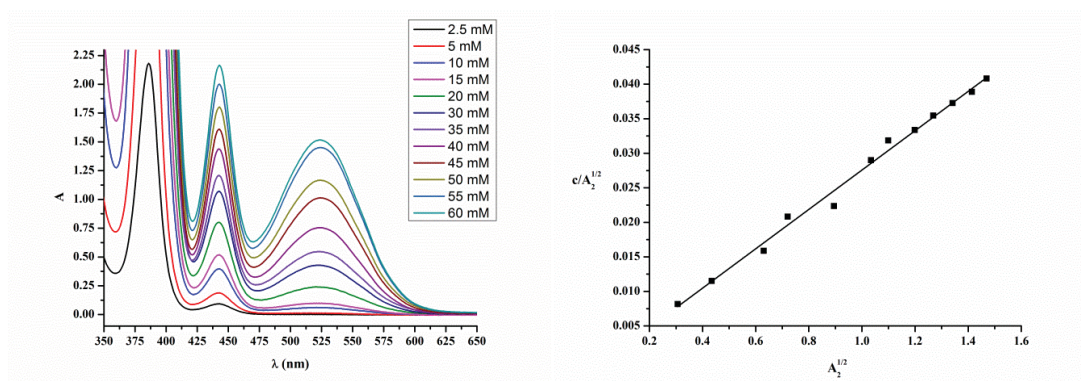 2.25
2.00
1.75
1.50
1.25
1.00
0.75
0.50
0.25
0.00
A
350 375 400 425 450 475 500 525 550 575 600 625 650
λ (nm)
2.5 mM
5 mM
10 mM
15 mM
20 mM
30 mM
35 mM
40 mM
45 mM
50 mM
55 mM
60 mM
0.045
0.040
0.035
0.030
0.025
0.020
0.015
0.010
0.005
c/A₂^1/2
0.2 0.4 0.6 0.8 1.0 1.2 1.4 1.6
A₂^1/2